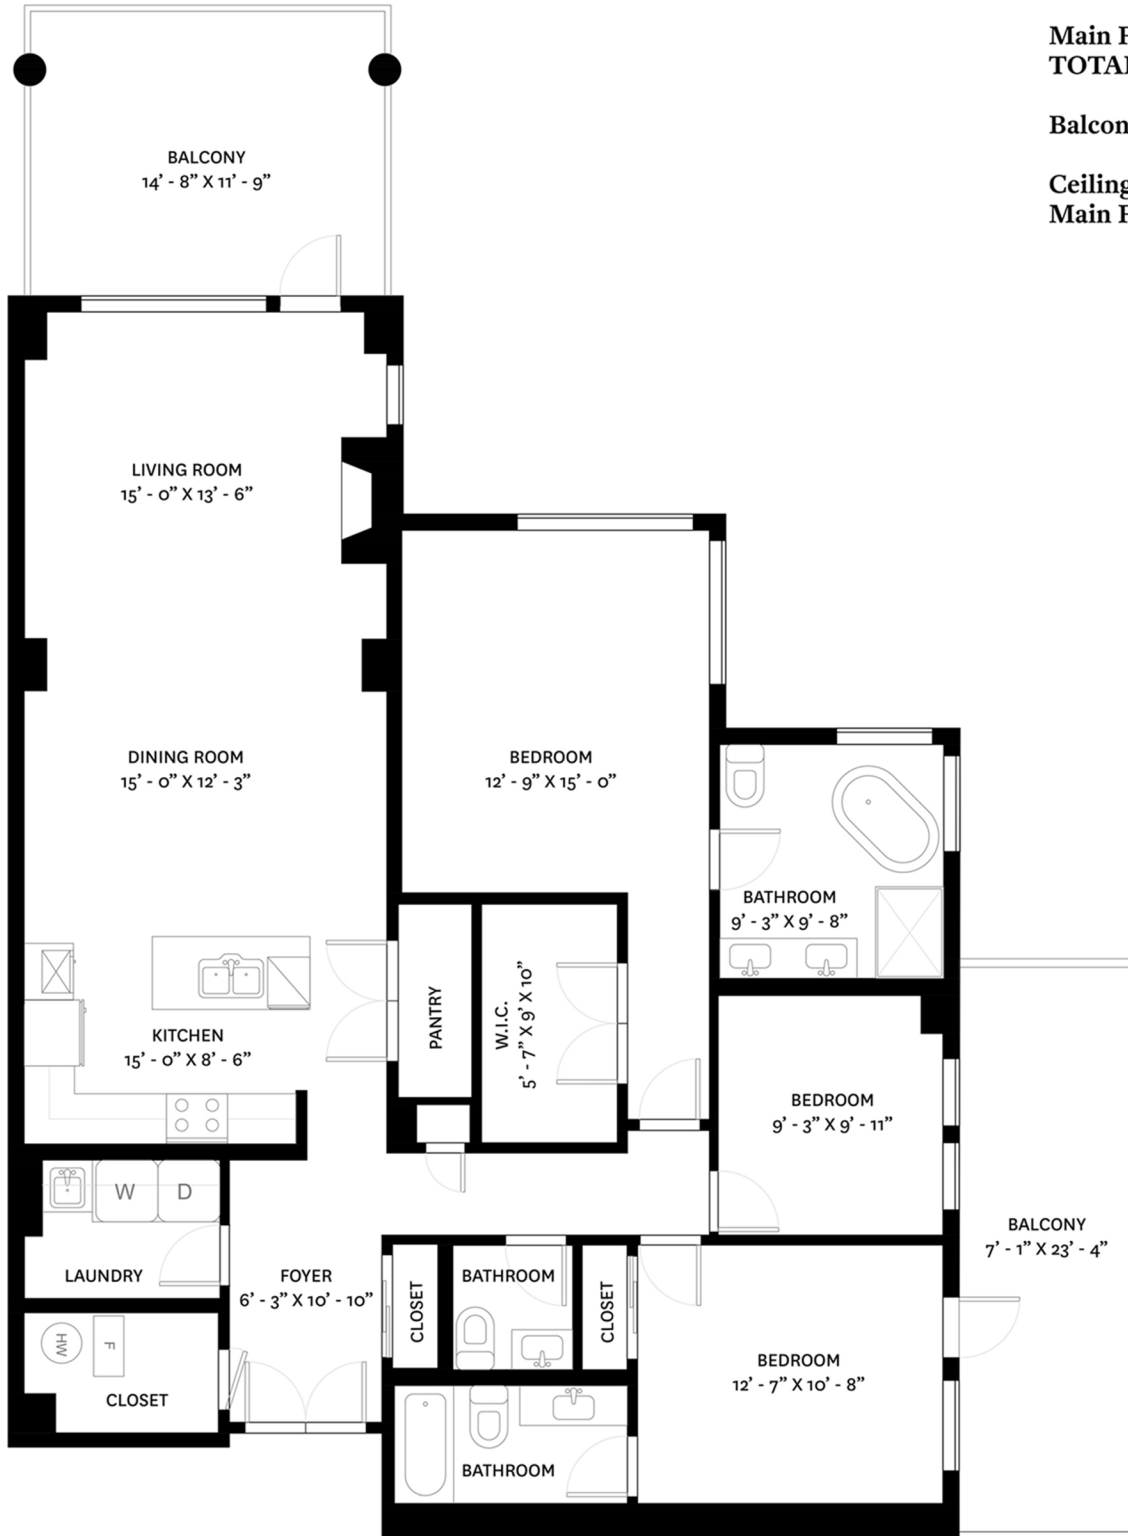 Main F
TOTAL
Balcon
Ceiling
Main F
BALCONY
14’ - 8” X 11’ - 9”
LIVING ROOM
15’ - 0” X 13’ - 6”
DINING ROOM
15’ - 0” X 12’ - 3”
BEDROOM
12’ - 9” X 15’ - 0”
BATHROOM
9’ - 3” X 9’ - 8”
KITCHEN
15’ - 0” X 8’ - 6”
PANTRY
W.I.C.
5’ - 7” X 9’ X 10”
BEDROOM
9’ - 3” X 9’ - 11”
W
D
LAUNDRY
FOYER
6’ - 3” X 10’ - 10”
CLOSET
BATHROOM
CLOSET
BALCONY
7’ - 1” X 23’ - 4”
HW
F
CLOSET
BEDROOM
12’ - 7” X 10’ - 8”
BATHROOM